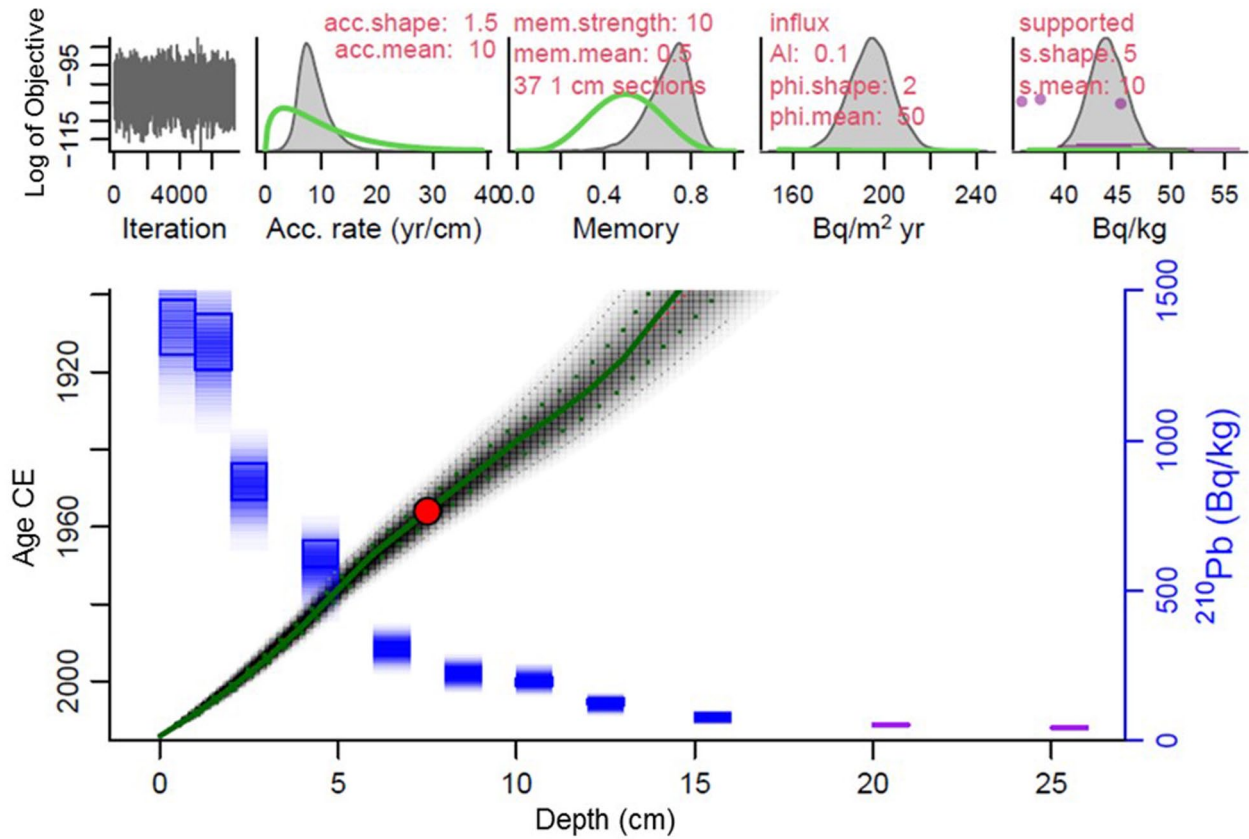 Log of Objective
−95
−115
0
4000
Iteration
acc.shape: 1.5
acc.mean: 10
0
10
20
30
40
Acc. rate (yr/cm)
mem.strength: 10
mem.mean: 0.5
37 1 cm sections
0.0
0.4
0.8
Memory
influx
Al: 0.1
phi.shape: 2
phi.mean: 50
160
200
240
Bq/m² yr
supported
s.shape: 5
s.mean: 10
40
45
50
55
Bq/kg
Age CE
1920
1960
2000
0
5
10
15
20
25
Depth (cm)
0
500
1000
1500
²¹⁰Pb (Bq/kg)